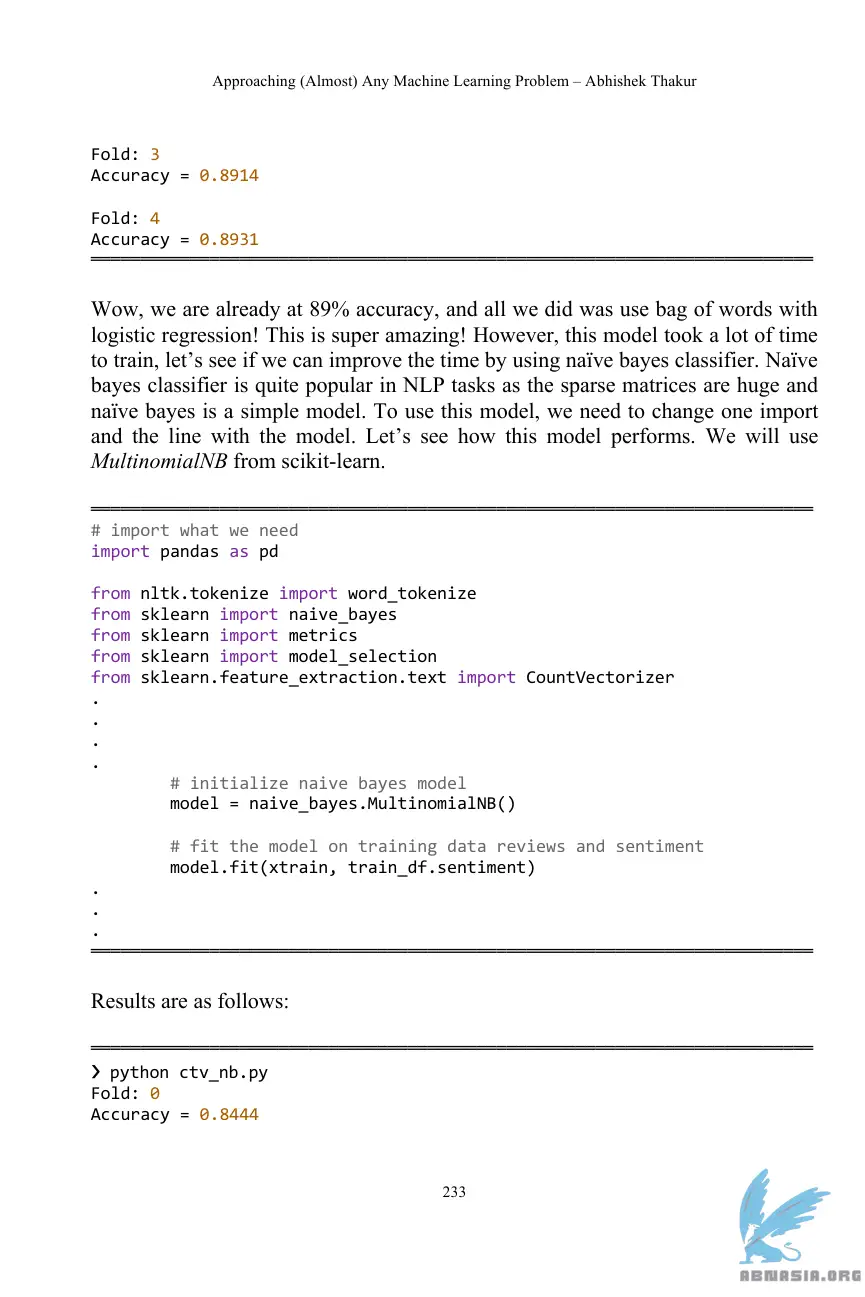 Approaching (Almost) Any Machine Learning Problem – Abhishek Thakur
Fold: 3
Accuracy = 0.8914
Fold: 4
Accuracy = 0.8931
Wow, we are already at 89% accuracy, and all we did was use bag of words with
logistic regression! This is super amazing! However, this model took a lot of time
to train, let’s see if we can improve the time by using naïve bayes classifier. Naïve
bayes classifier is quite popular in NLP tasks as the sparse matrices are huge and
naïve bayes is a simple model. To use this model, we need to change one import
and the line with the model. Let’s see how this model performs. We will use
MultinomialNB from scikit-learn.
# import what we need
import pandas as pd
from nltk.tokenize import word_tokenize
from sklearn import naive_bayes
from sklearn import metrics
from sklearn import model_selection
from sklearn.feature_extraction.text import CountVectorizer
.
.
.
.
# initialize naive bayes model
model = naive_bayes.MultinomialNB()
# fit the model on training data reviews and sentiment
model.fit(xtrain, train_df.sentiment)
.
.
.
Results are as follows:
❯ python ctv_nb.py
Fold: 0
Accuracy = 0.8444
233
ABNASIA.ORG